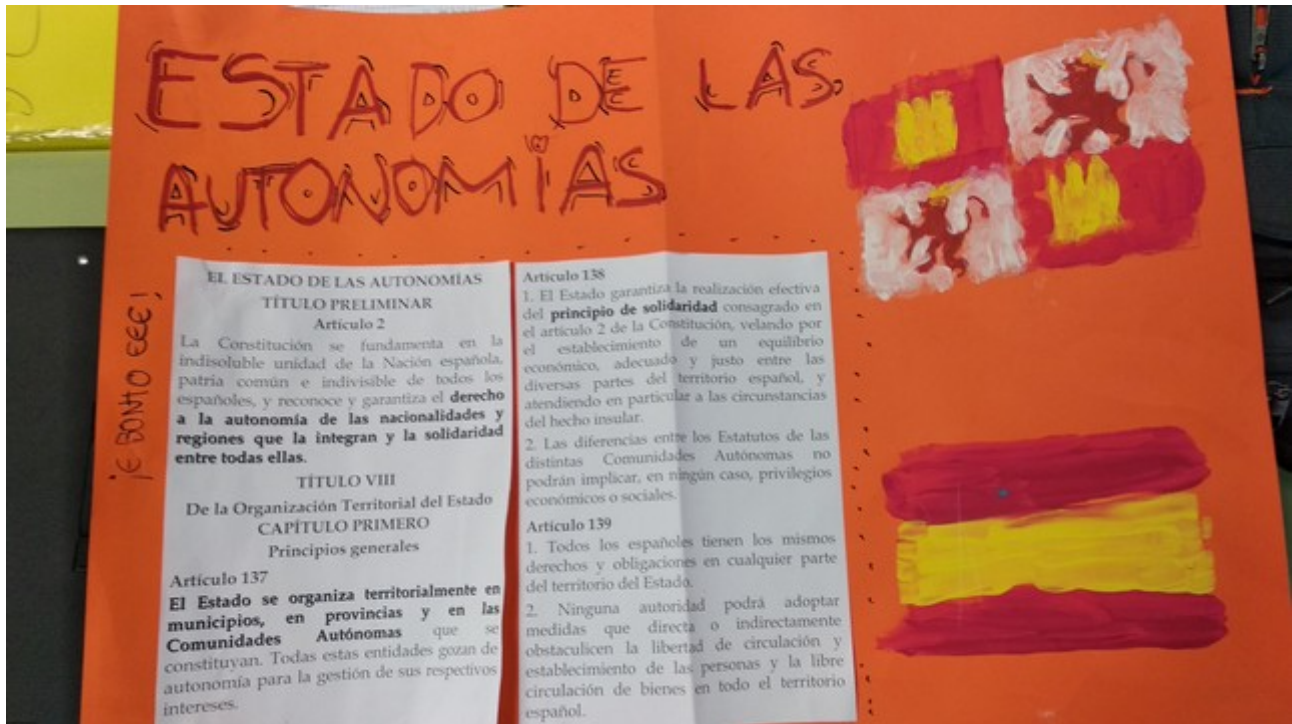 ESTADO DE LAS
AUTONOMÍAS
¡E BONIO EEE!
EL ESTADO DE LAS AUTONOMÍAS
TÍTULO PRELIMINAR
Artículo 2
La Constitución se fundamenta en la
indisoluble unidad de la Nación española,
patria común e indivisible de todos los
españoles, y reconoce y garantiza el derecho
a la autonomía de las nacionalidades y
regiones que la integran y la solidaridad
entre todas ellas.
TÍTULO VIII
De la Organización Territorial del Estado
CAPÍTULO PRIMERO
Principios generales
Artículo 137
El Estado se organiza territorialmente en
municipios, en provincias y en las
Comunidades Autónomas que se
constituyan. Todas estas entidades gozan de
autonomía para la gestión de sus respectivos
intereses.
Artículo 138
1. El Estado garantiza la realización efectiva
del principio de solidaridad consagrado en
el artículo 2 de la Constitución, velando por
el establecimiento de un equilibrio
económico, adecuado y justo entre las
diversas partes del territorio español, y
atendiendo en particular a las circunstancias
del hecho insular.
2. Las diferencias entre los Estatutos de las
distintas Comunidades Autónomas no
podrán implicar, en ningún caso, privilegios
económicos o sociales.
Artículo 139
1. Todos los españoles tienen los mismos
derechos y obligaciones en cualquier parte
del territorio del Estado.
2. Ninguna autoridad podrá adoptar
medidas que directa o indirectamente
obstaculicen la libertad de circulación y
establecimiento de las personas y la libre
circulación de bienes en todo el territorio
español.